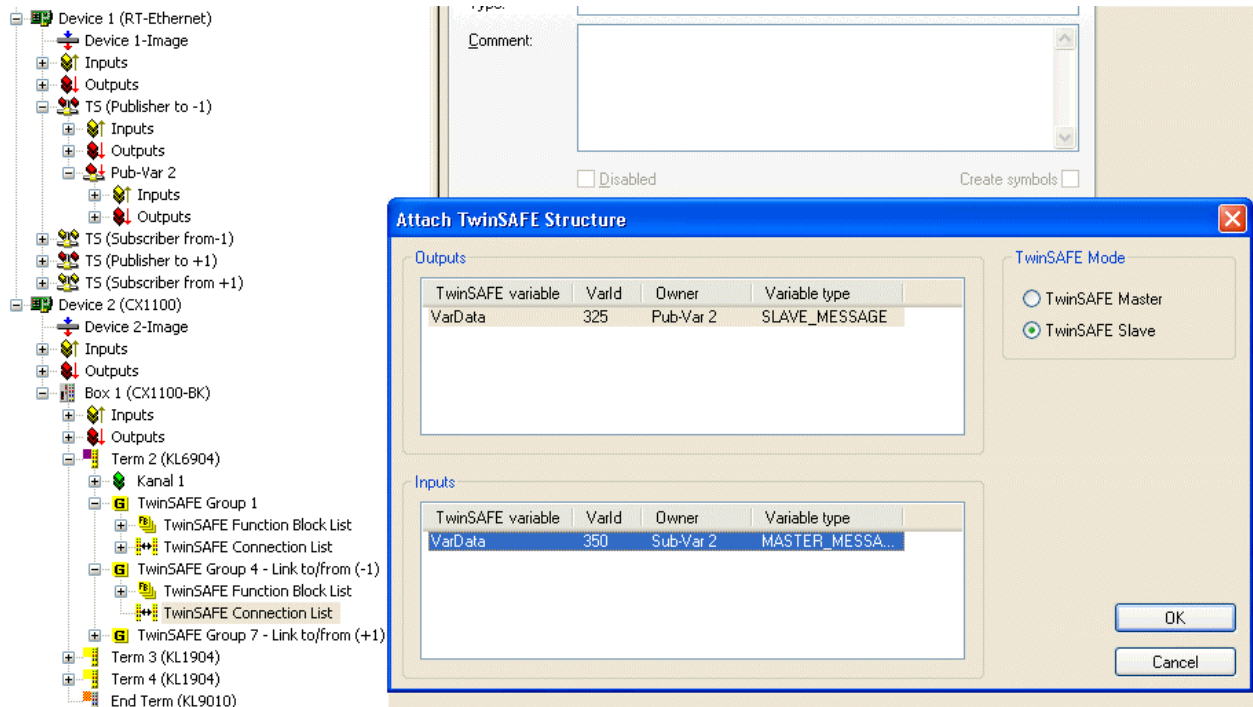 Device 1 (RT-Ethernet)
Device 1-Image
Inputs
Outputs
TS (Publisher to -1)
Inputs
Outputs
Pub-Var 2
Inputs
Outputs
TS (Subscriber from-1)
TS (Publisher to +1)
TS (Subscriber from +1)
Device 2 (CX1100)
Device 2-Image
Inputs
Outputs
Box 1 (CX1100-BK)
Inputs
Outputs
Term 2 (KL6904)
Kanal 1
TwinSAFE Group 1
TwinSAFE Function Block List
TwinSAFE Connection List
TwinSAFE Group 4 - Link to/from (-1)
TwinSAFE Function Block List
TwinSAFE Connection List
TwinSAFE Group 7 - Link to/from (+1)
Term 3 (KL1904)
Term 4 (KL1904)
End Term (KL9010)
Comment:
Disabled Create symbols
Attach TwinSAFE Structure
Outputs
TwinSAFE variable VarId Owner Variable type
VarData 325 Pub-Var 2 SLAVE_MESSAGE
TwinSAFE Mode
TwinSAFE Master
TwinSAFE Slave
Inputs
TwinSAFE variable VarId Owner Variable type
VarData 350 Sub-Var 2 MASTER_MESSA...
OK
Cancel